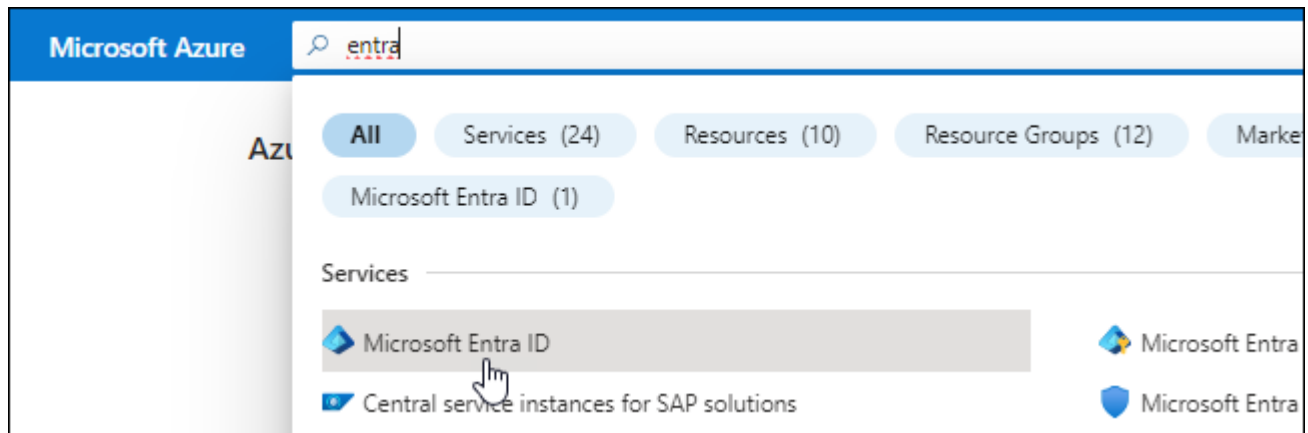 Microsoft Azure
entra
Azu
All Services (24) Resources (10) Resource Groups (12) Marke
Microsoft Entra ID (1)
Services
Microsoft Entra ID Microsoft Entra
Central service instances for SAP solutions Microsoft Entra